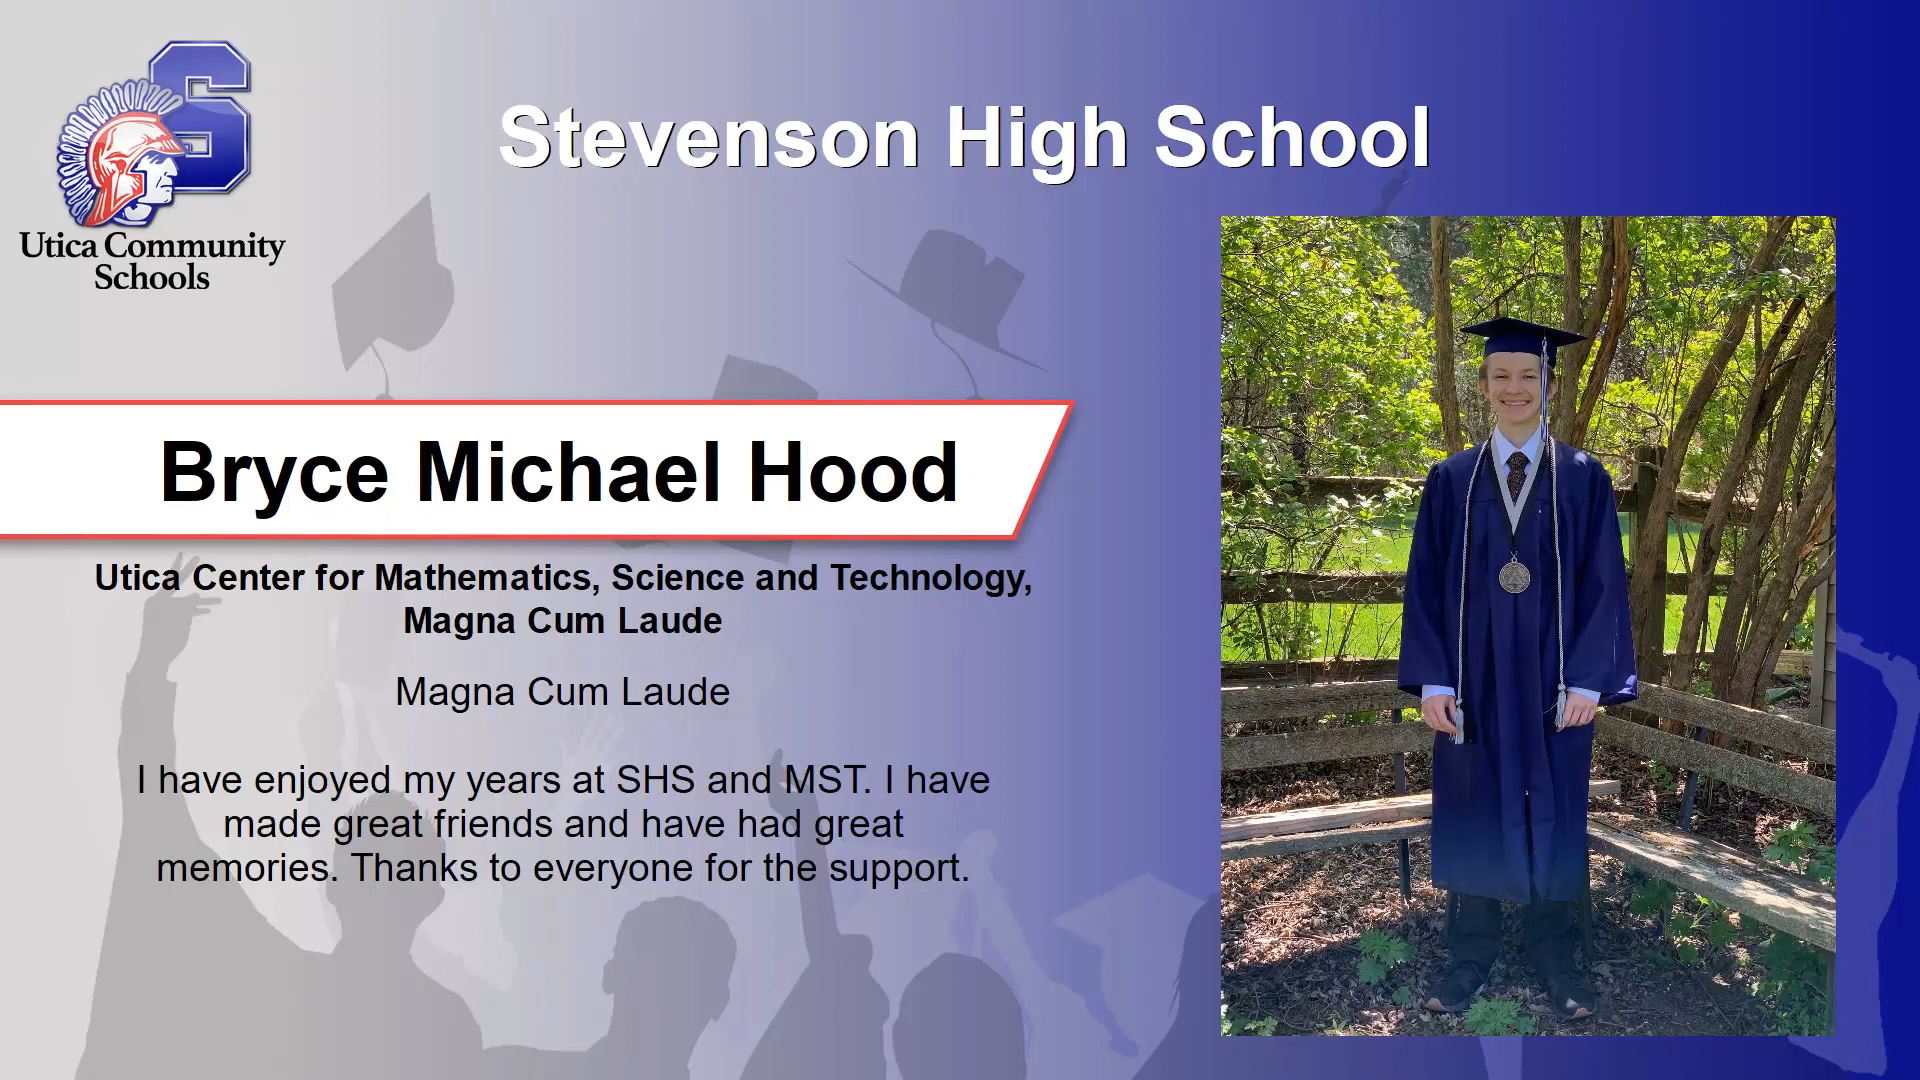 S
Utica Community
Schools
Stevenson High School
Bryce Michael Hood
Utica Center for Mathematics, Science and Technology,
Magna Cum Laude
Magna Cum Laude
I have enjoyed my years at SHS and MST. I have
made great friends and have had great
memories. Thanks to everyone for the support.